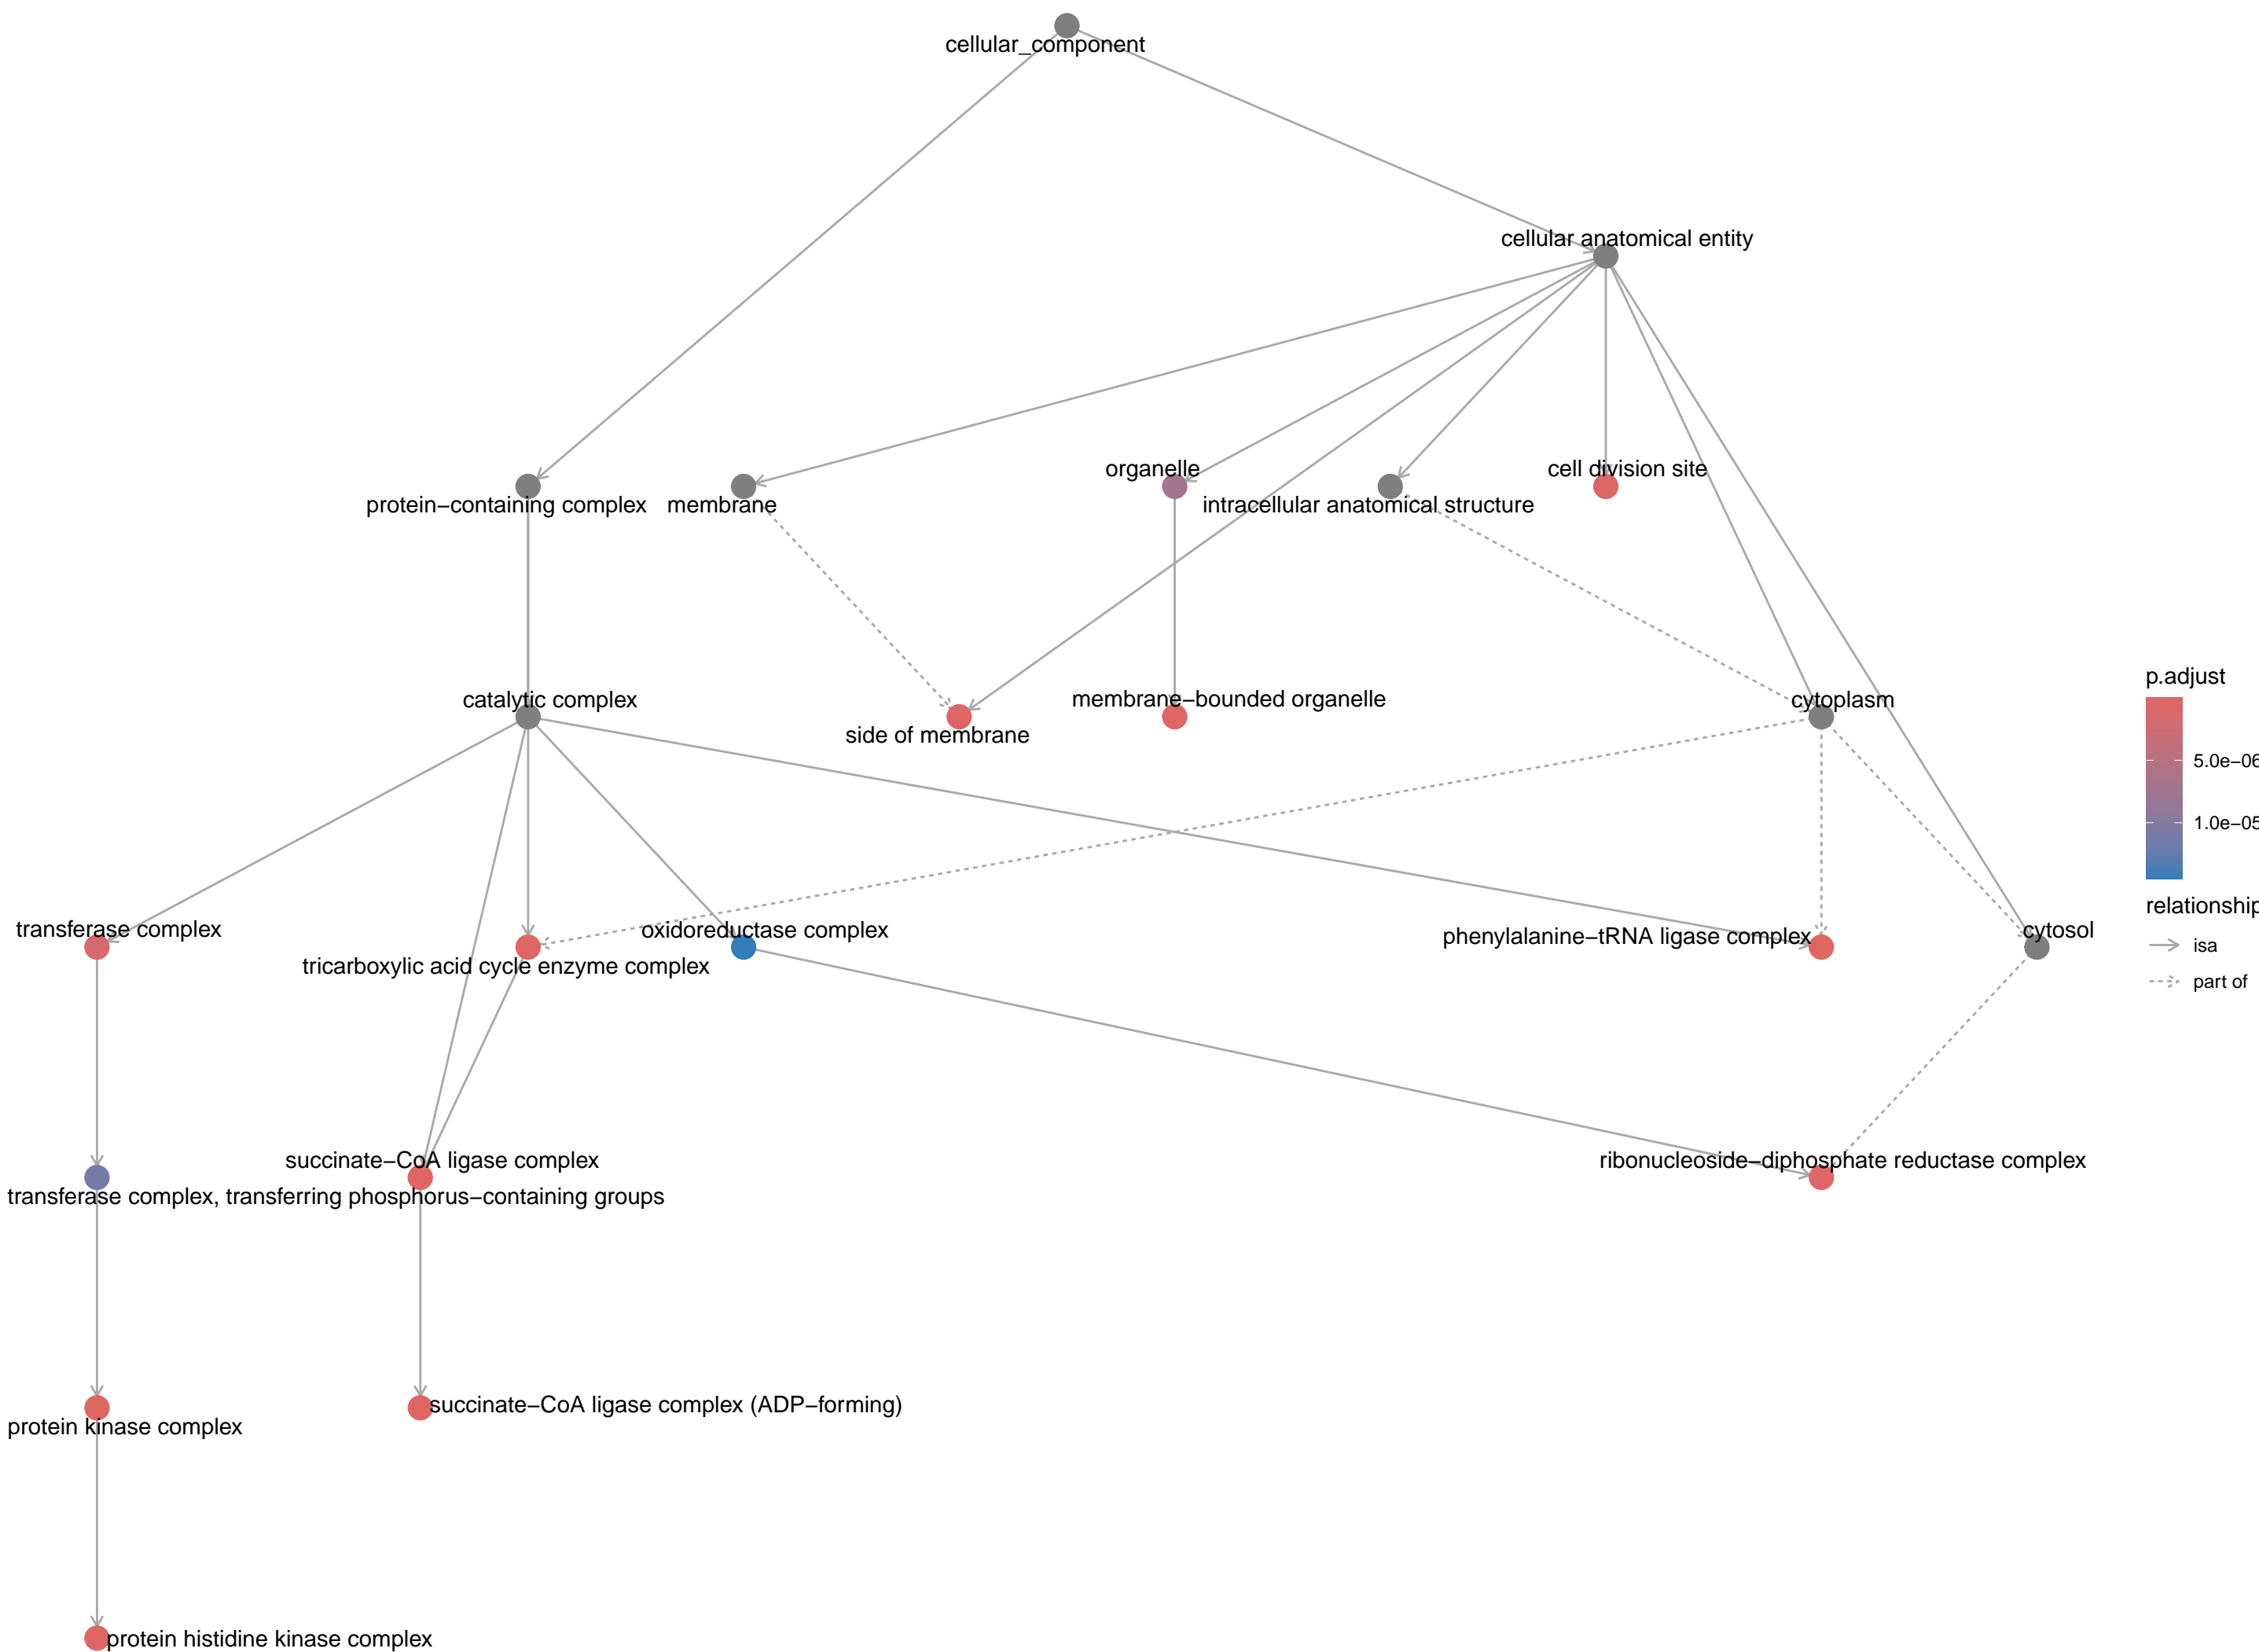 cellular_component
cellular anatomical entity
organelle
cell division site
protein−containing complex
membrane
intracellular anatomical structure
catalytic complex
membrane−bounded organelle
cytoplasm
side of membrane
transferase complex
oxidoreductase complex
phenylalanine−tRNA ligase complex
cytosol
tricarboxylic acid cycle enzyme complex
succinate−CoA ligase complex
ribonucleoside−diphosphate reductase complex
transferase complex, transferring phosphorus−containing groups
succinate−CoA ligase complex (ADP−forming)
protein kinase complex
protein histidine kinase complex
p.adjust
5.0e−06
1.0e−05
relationship
isa
part of